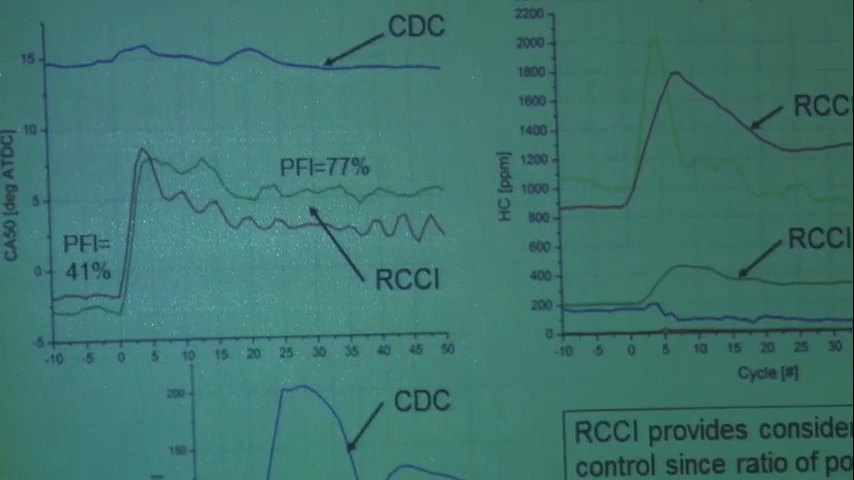 CDC
15
10
5
0
-5
CA50 [deg ATDC]
PFI=77%
PFI=
41%
RCCI
-10 -5 0 5 10 15 20 25 30 35 40 45 50
2200
2000
1800
1600
1400
1200
1000
800
600
400
200
0
HC [ppm]
RCCI
RCCI
-10 -5 0 5 10 15 20 25 30
Cycle [#]
200
150
CDC
RCCI provides
control since ratio of